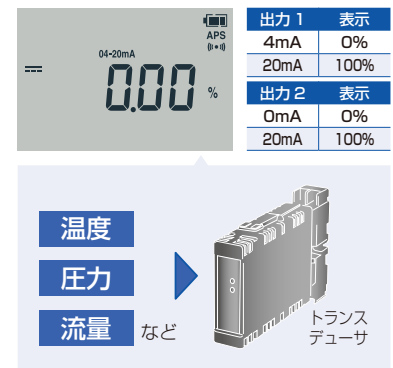 APS
04-20mA
0.00 %
出力1 表示
4mA 0%
20mA 100%
出力2 表示
0mA 0%
20mA 100%
温度
圧力
流量 など
トランス
デューサ